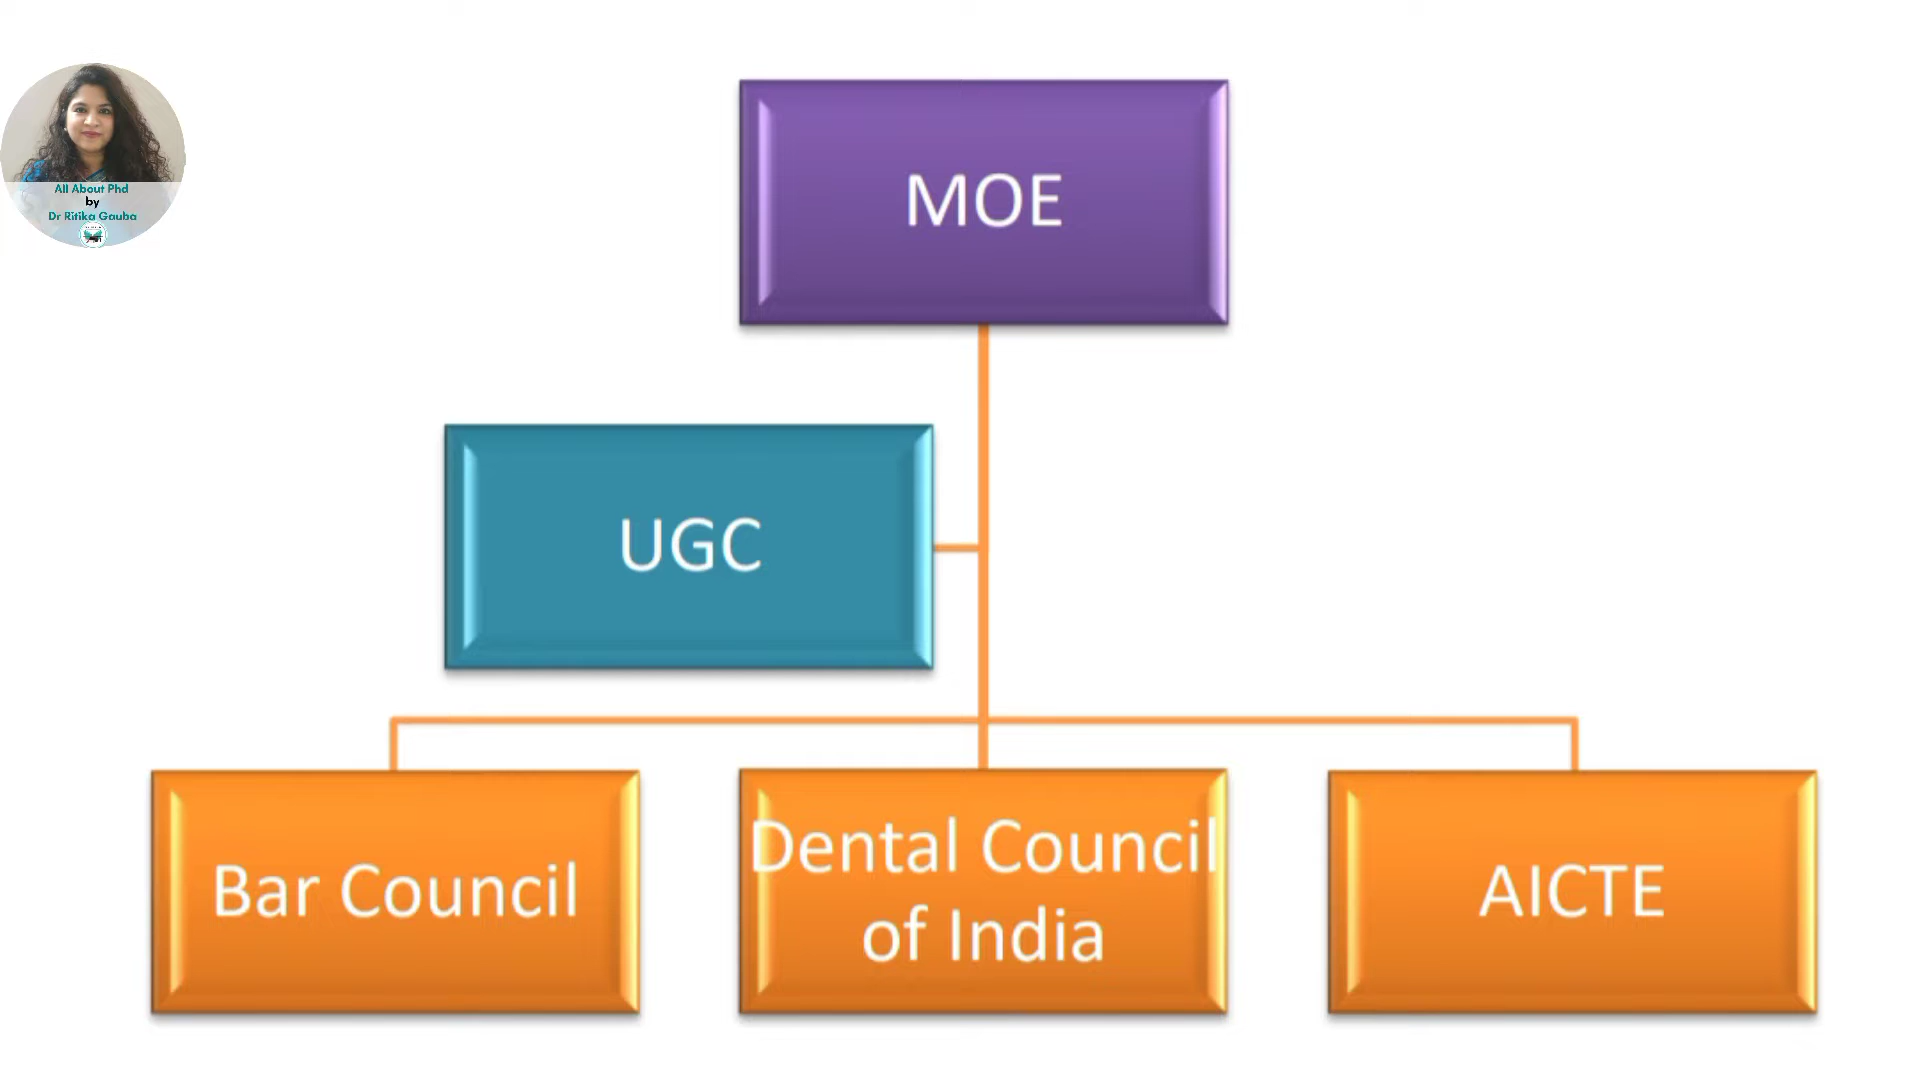 All About Phd
by
Dr Ritika Gauba
MOE
UGC
Bar Council
Dental Council
of India
AICTE